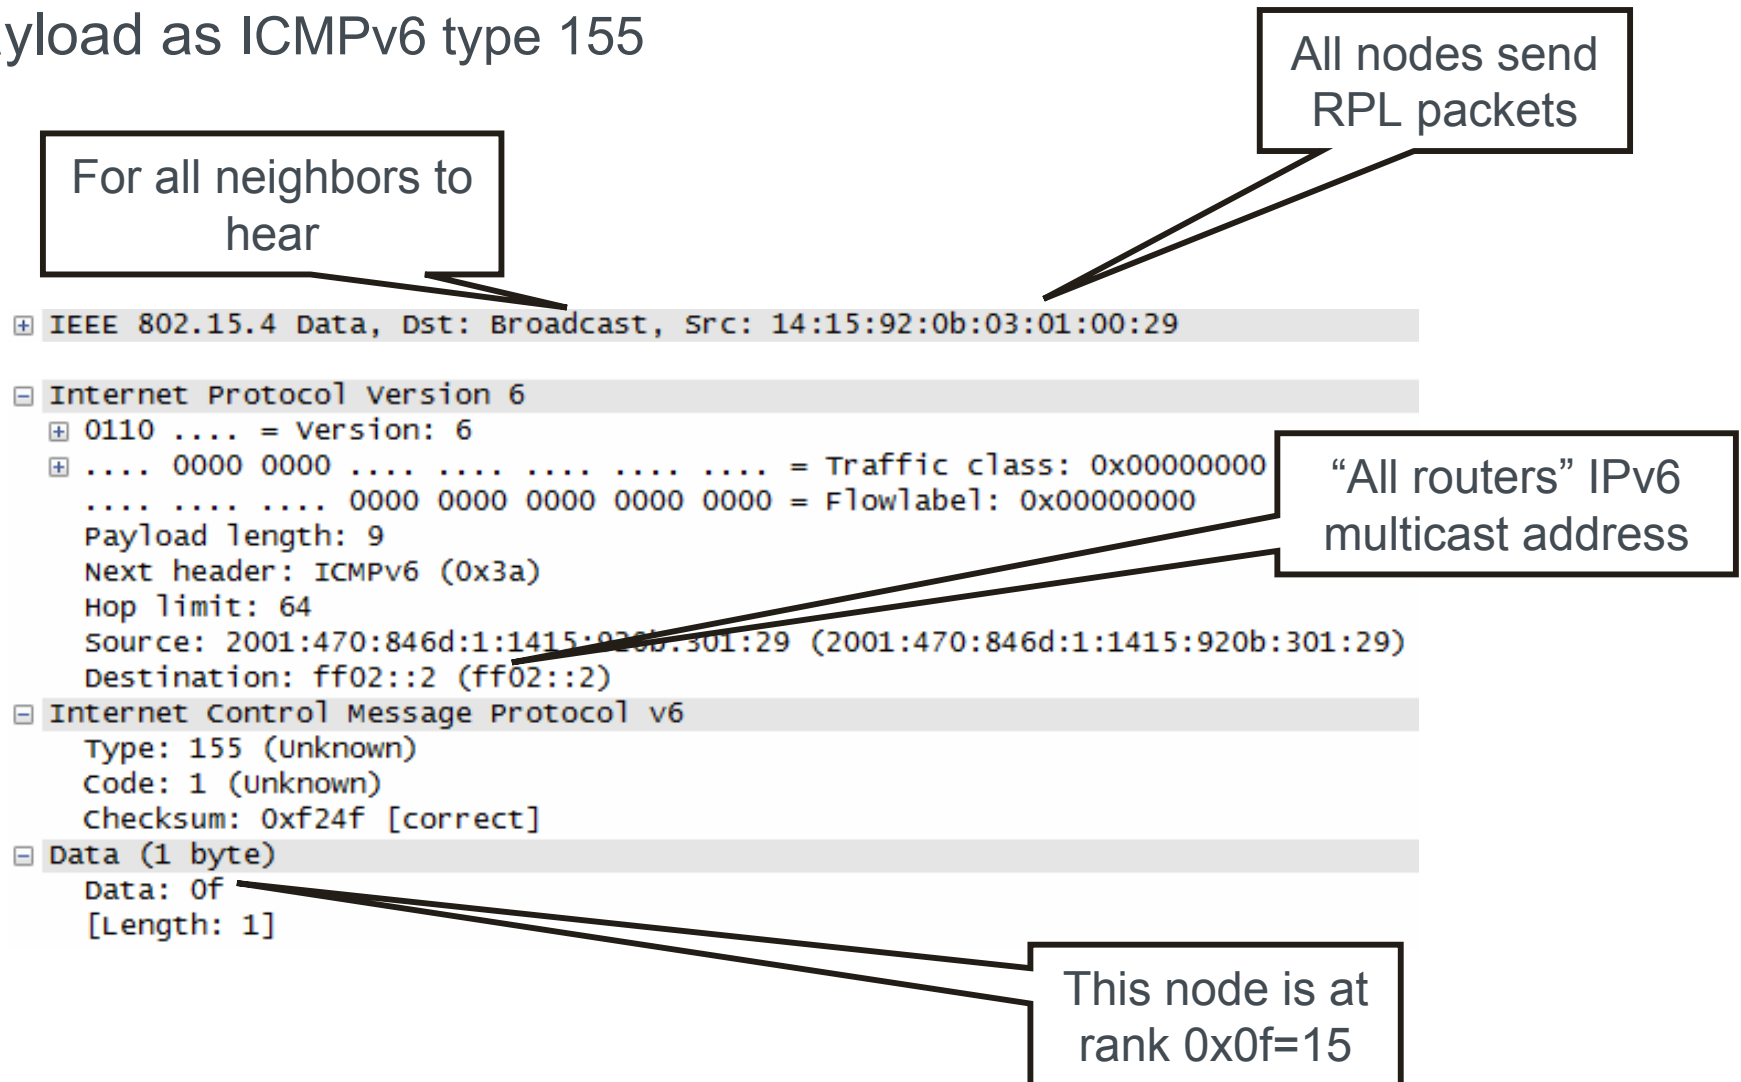 yload as ICMPv6 type 155
All nodes send
RPL packets
For all neighbors to
hear
IEEE 802.15.4 Data, Dst: Broadcast, Src: 14:15:92:0b:03:01:00:29
Internet Protocol Version 6
0110 .... = Version: 6
.... 0000 0000 .... .... .... .... .... = Traffic class: 0x00000000
.... .... .... 0000 0000 0000 0000 0000 = Flowlabel: 0x00000000
“All routers” IPv6
multicast address
Payload length: 9
Next header: ICMPv6 (0x3a)
Hop limit: 64
Source: 2001:470:846d:1:1415:920b:301:29 (2001:470:846d:1:1415:920b:301:29)
Destination: ff02::2 (ff02::2)
Internet Control Message Protocol v6
Type: 155 (Unknown)
Code: 1 (Unknown)
Checksum: 0xf24f [correct]
Data (1 byte)
Data: 0f
[Length: 1]
This node is at
rank 0x0f=15